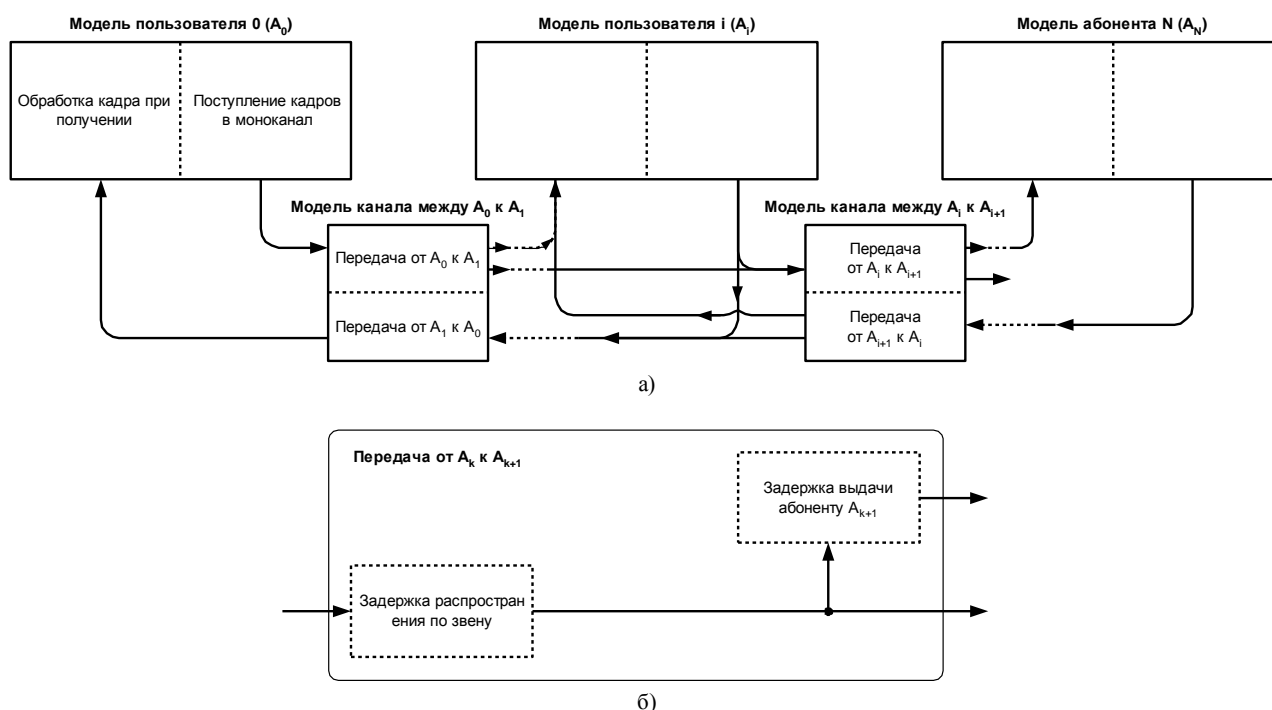 Модель пользователя 0 (A0)
Модель пользователя i (Ai)
Модель абонента N (AN)
Обработка кадра при
получении
Поступление кадров
в моноканал
Модель канала между A0 к A1
Модель канала между Ai к Ai+1
Передача от A0 к A1
Передача от A1 к A0
Передача
от Ai к Ai+1
Передача
от Ai+1 к Ai
а)
Передача от Ak к Ak+1
Задержка выдачи
абоненту Ak+1
Задержка распростран
ения по звену
б)